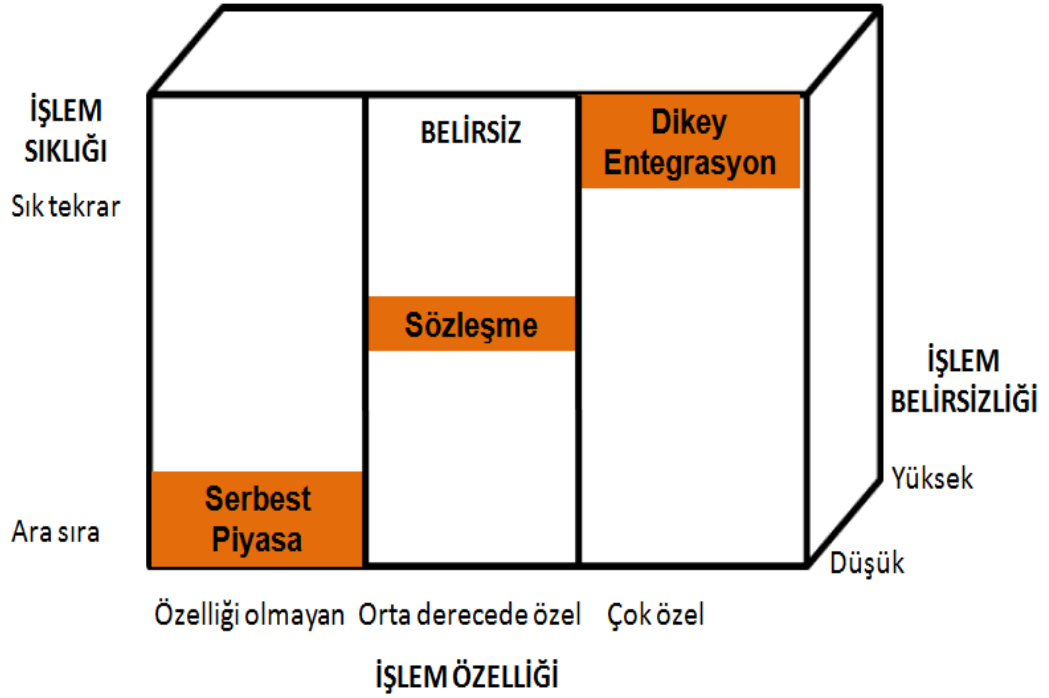 İŞLEM
SIKLIĞI
Sık tekrar
Ara sıra
BELİRSİZ
Dikey
Entegrasyon
Sözleşme
Serbest
Piyasa
İŞLEM
BELİRSİZLİĞİ
Yüksek
Düşük
Özelliği olmayan
Orta derecede özel
Çok özel
İŞLEM ÖZELLİĞİ